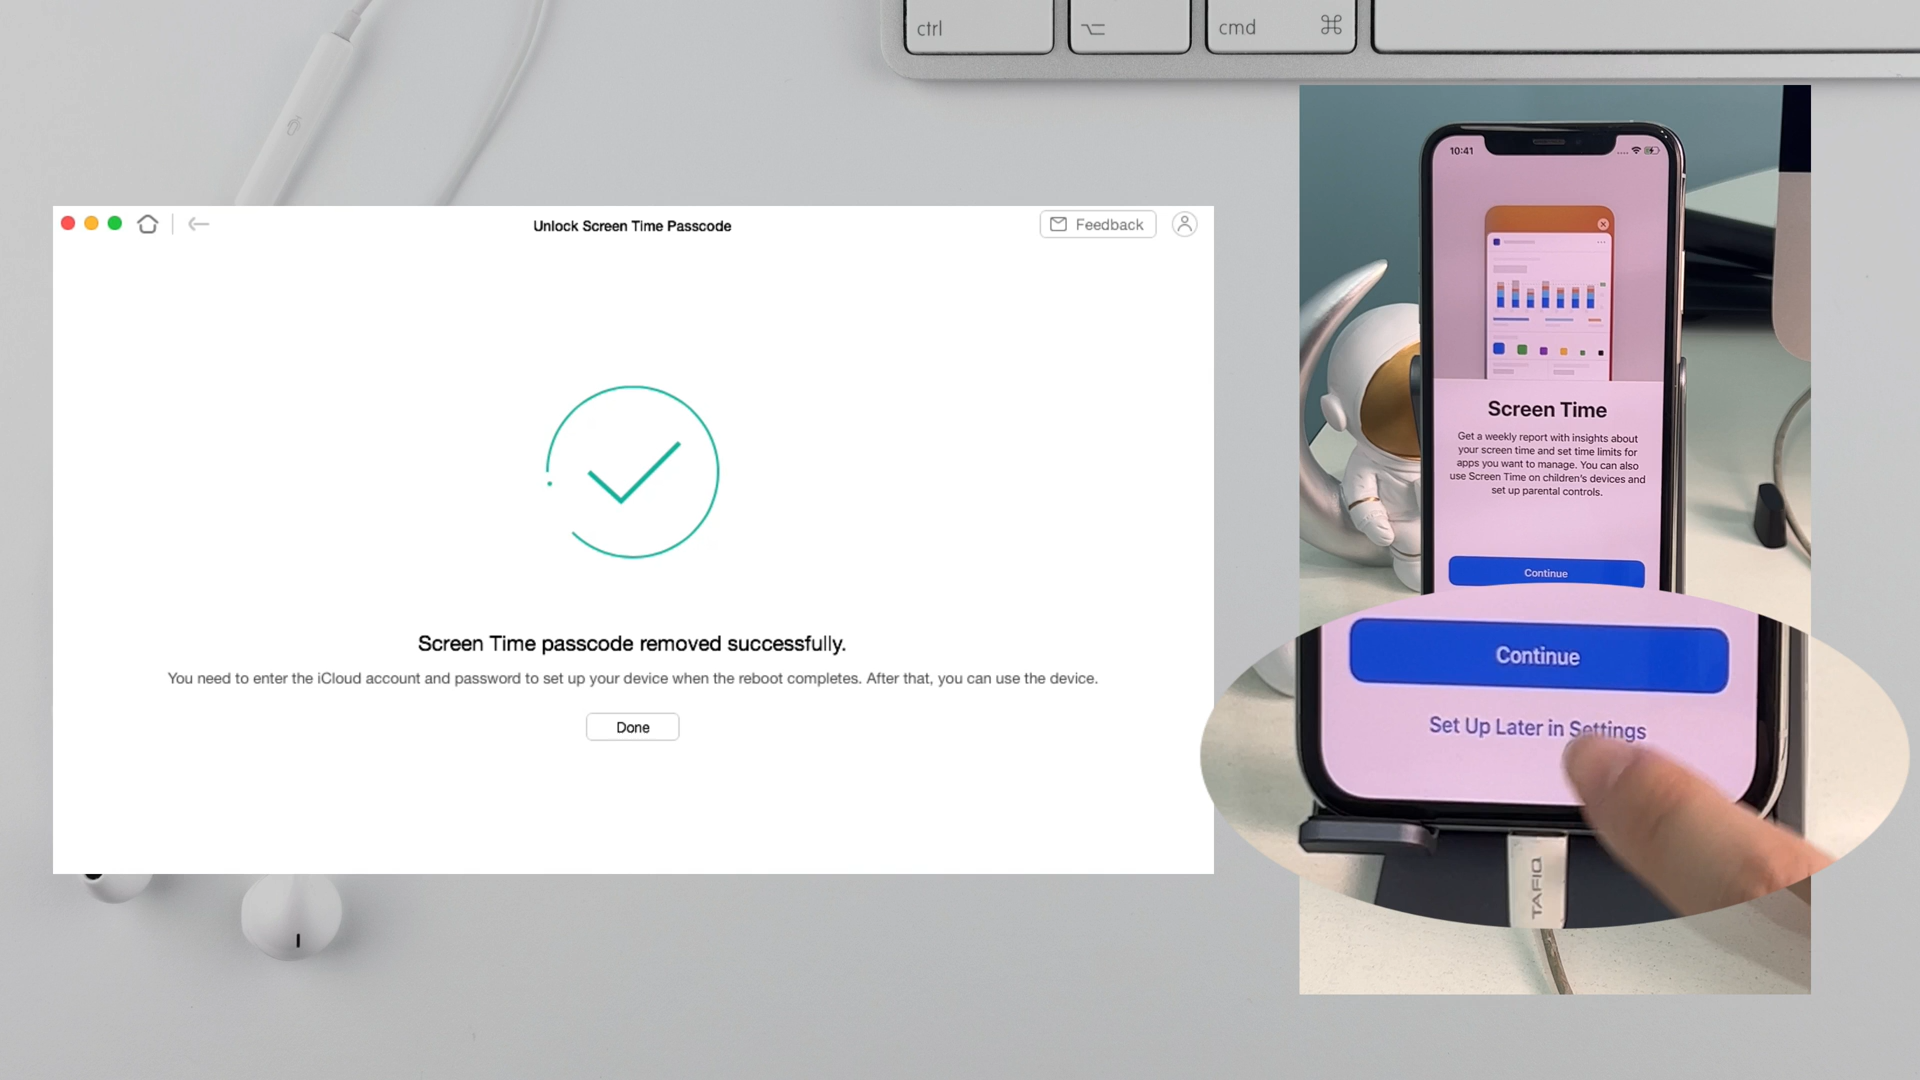 ctrl
cmd ⌘
Unlock Screen Time Passcode
Feedback
Screen Time passcode removed successfully.
You need to enter the iCloud account and password to set up your device when the reboot completes. After that, you can use the device.
Done
10:41
Screen Time
Get a weekly report with insights about
your screen time and set time limits for
apps you want to manage. You can also
use Screen Time on children's devices and
set up parental controls.
Continue
Continue
Set Up Later in Settings
TAFIQ